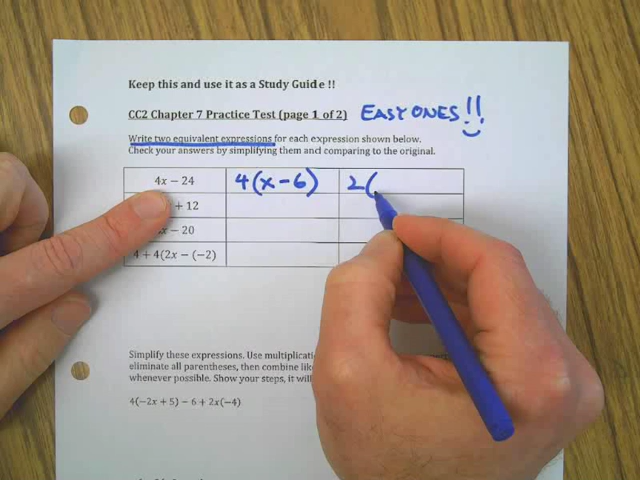 Keep this and use it as a Study Guide !!
CC2 Chapter 7 Practice Test (page 1 of 2) EASY ONES !!
Write two equivalent expressions for each expression shown below.
Check your answers by simplifying them and comparing to the original.
4x − 24 4(x − 6) 2(
+ 12
− 20
4 + 4(2x − (−2)
Simplify these expressions. Use
eliminate all parentheses, then combine
whenever possible. Show your steps, it
4(−2x + 5) − 6 + 2x(−4)